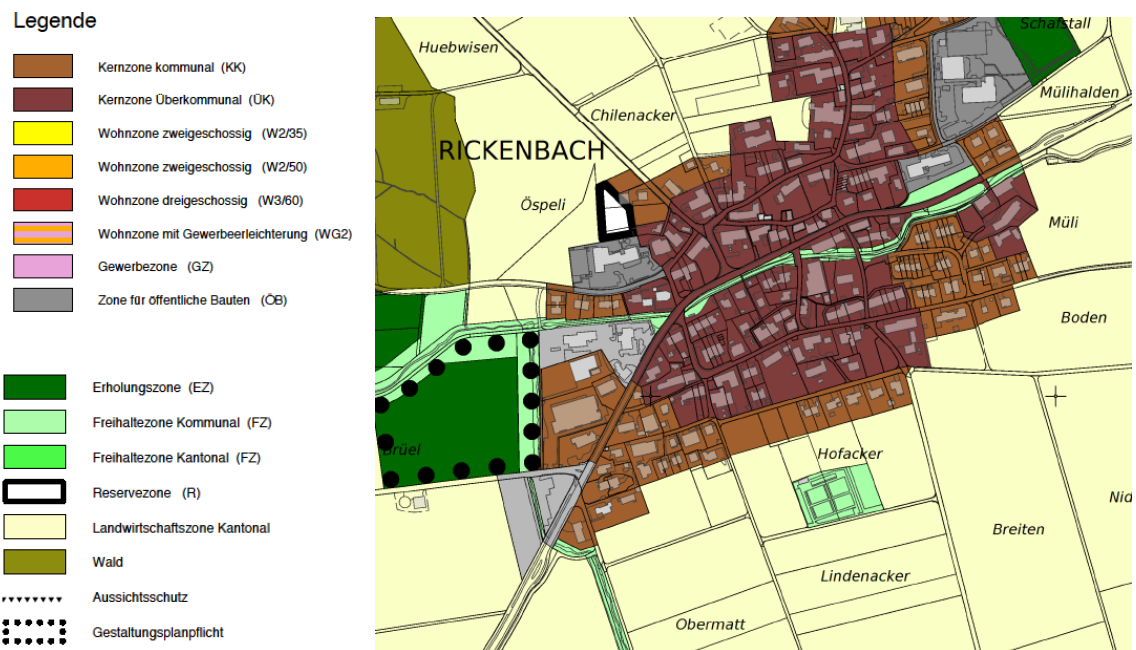 Legende
Kernzone kommunal (KK)
Kernzone Überkommunal (ÜK)
Wohnzone zweigeschossig (W2/35)
Wohnzone zweigeschossig (W2/50)
Wohnzone dreigeschossig (W3/60)
Wohnzone mit Gewerbeerleichterung (WG2)
Gewerbezone (GZ)
Zone für öffentliche Bauten (ÖB)
Erholungszone (EZ)
Freihaltezone Kommunal (FZ)
Freihaltezone Kantonal (FZ)
Reservezone (R)
Landwirtschaftszone Kantonal
Wald
Aussichtsschutz
Gestaltungsplanpflicht
Schafstall
Huebwisen
Mülihalden
Chilenacker
RICKENBACH
Öspeli
Müli
Boden
Brüel
Hofacker
Nid
Breiten
Lindenacker
Obermatt